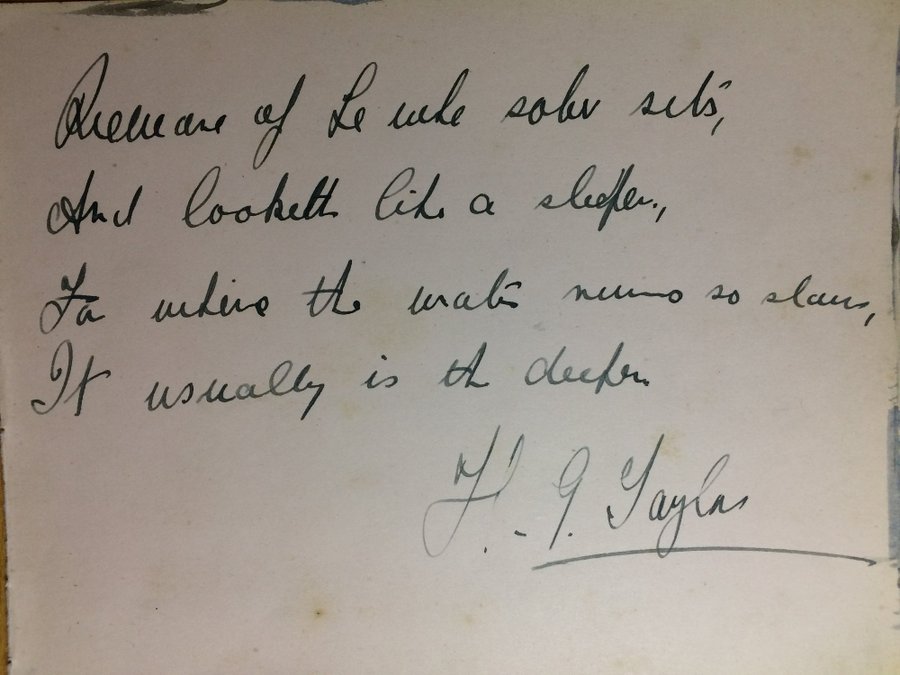 Beware of He who sober sits,
And looketh like a sleeper,
For where the water runs so slow,
It usually is the deeper.
H. G. Taylor